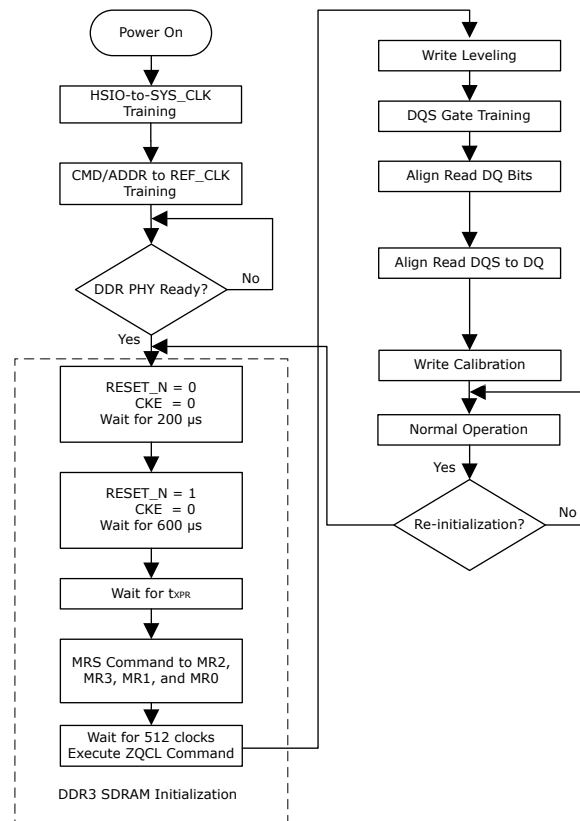 Power On
HSIO-to-SYS_CLK
Training
CMD/ADDR to REF_CLK
Training
DDR PHY Ready?
No
Yes
RESET_N = 0
CKE = 0
Wait for 200 µs
RESET_N = 1
CKE = 0
Wait for 600 µs
Wait for tXPR
MRS Command to MR2,
MR3, MR1, and MR0
Wait for 512 clocks
Execute ZQCL Command
DDR3 SDRAM Initialization
Write Leveling
DQS Gate Training
Align Read DQ Bits
Align Read DQS to DQ
Write Calibration
Normal Operation
Yes
Re-initialization?
No